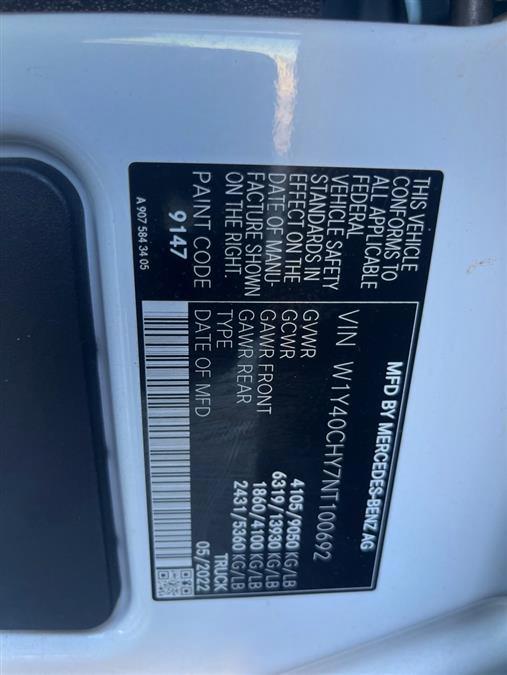 MFD BY MERCEDES-BENZ AG
THIS VEHICLE
CONFORMS TO
ALL APPLICABLE
FEDERAL
VEHICLE SAFETY
STANDARDS IN
EFFECT ON THE
DATE OF MANU-
FACTURE SHOWN
ON THE RIGHT.
PAINT CODE
9147
A 907 584 34 05
VIN W1Y40CHY7NT100692
GVWR 4105/9050 KG/LB
GCWR 6319/13930 KG/LB
GAWR FRONT 1860/4100 KG/LB
GAWR REAR 2431/5360 KG/LB
TYPE TRUCK
DATE OF MFD 05/2022